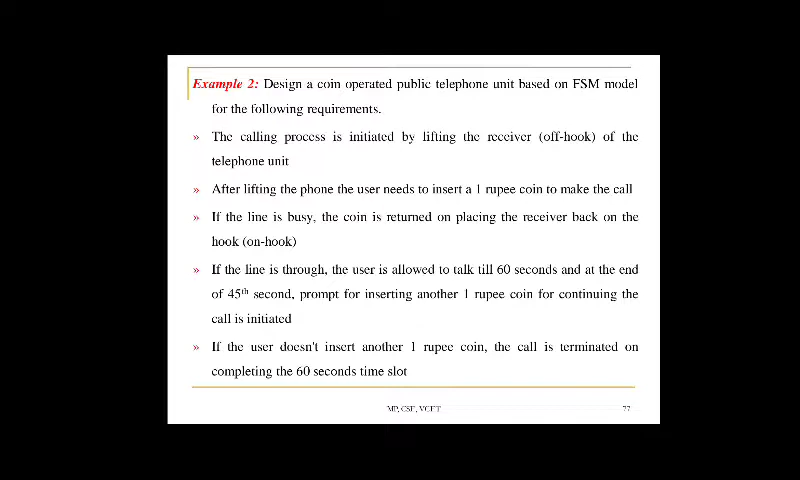 Example 2: Design a coin operated public telephone unit based on FSM model
for the following requirements.
» The calling process is initiated by lifting the receiver (off-hook) of the
telephone unit
» After lifting the phone the user needs to insert a 1 rupee coin to make the call
» If the line is busy, the coin is returned on placing the receiver back on the
hook (on-hook)
» If the line is through, the user is allowed to talk till 60 seconds and at the end
of 45th second, prompt for inserting another 1 rupee coin for continuing the
call is initiated
» If the user doesn't insert another 1 rupee coin, the call is terminated on
completing the 60 seconds time slot
MP, CSE, VCET 77